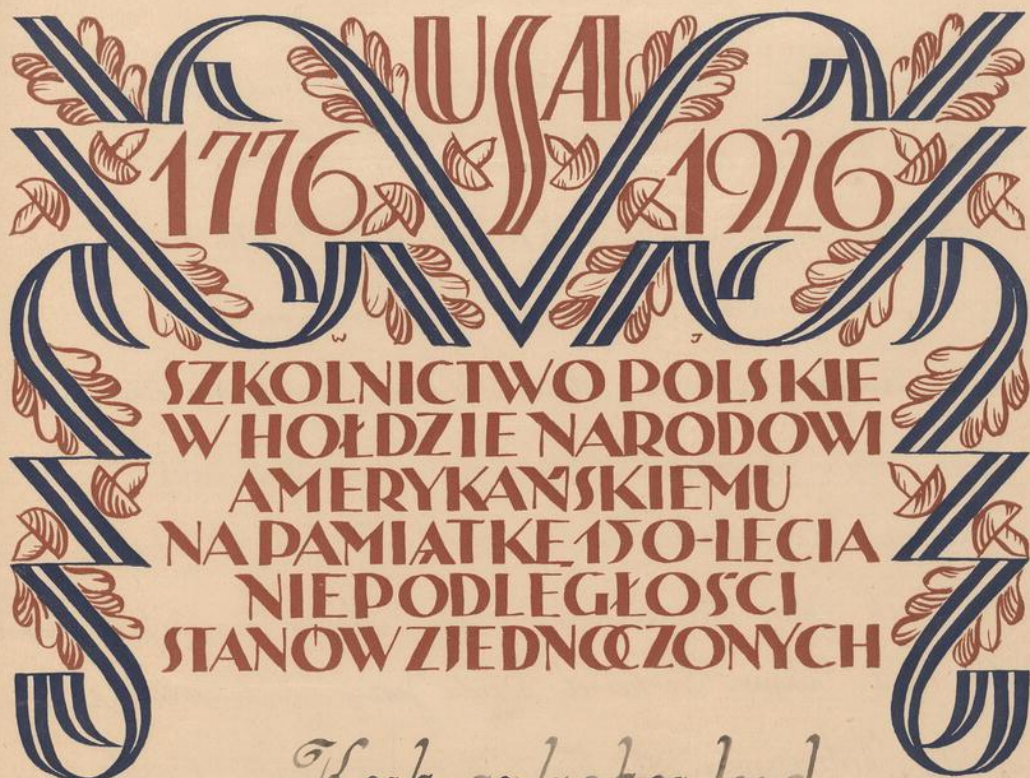 USA
1776 1926
W J
SZKOLNICTWO POLSKIE
W HOŁDZIE NARODOWI
AMERYKAŃSKIEMU
NA PAMIĄTKĘ 150-LECIA
NIEPODLEGŁOŚCI
STANÓW ZJEDNOCZONYCH